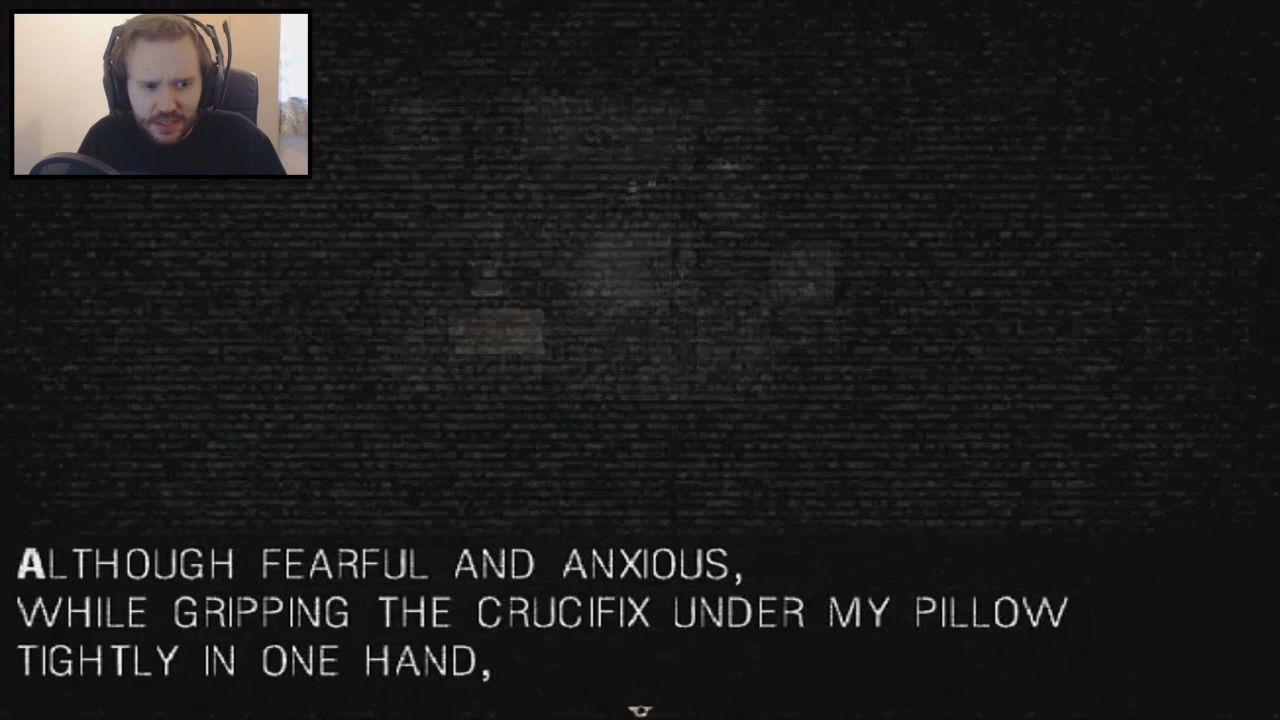 ALTHOUGH FEARFUL AND ANXIOUS,
WHILE GRIPPING THE CRUCIFIX UNDER MY PILLOW
TIGHTLY IN ONE HAND,